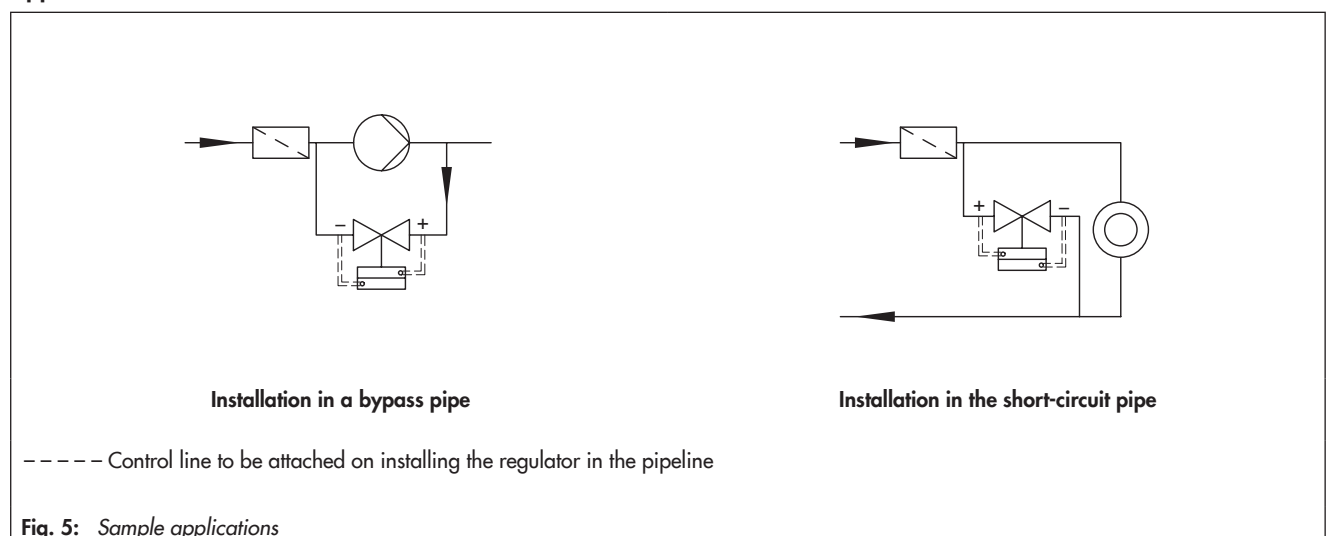 – +
+ –
Installation in a bypass pipe
Installation in the short-circuit pipe
– – – – – Control line to be attached on installing the regulator in the pipeline
Fig. 5: Sample applications